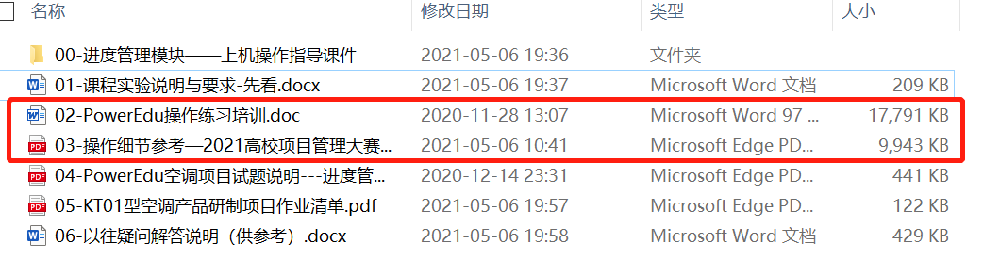 名称 修改日期 类型 大小
00-进度管理模块——上机操作指导课件 2021-05-06 19:36 文件夹
01-课程实验说明与要求-先看.docx 2021-05-06 19:37 Microsoft Word 文档 209 KB
02-PowerEdu操作练习培训.doc 2020-11-28 13:07 Microsoft Word 97 ... 17,791 KB
03-操作细节参考—2021高校项目管理大赛... 2021-05-06 10:41 Microsoft Edge PD... 9,943 KB
04-PowerEdu空调项目试题说明---进度管... 2020-12-14 23:31 Microsoft Edge PD... 441 KB
05-KT01型空调产品研制项目作业清单.pdf 2021-05-06 19:57 Microsoft Edge PD... 122 KB
06-以往疑问解答说明（供参考）.docx 2021-05-06 19:58 Microsoft Word 文档 429 KB